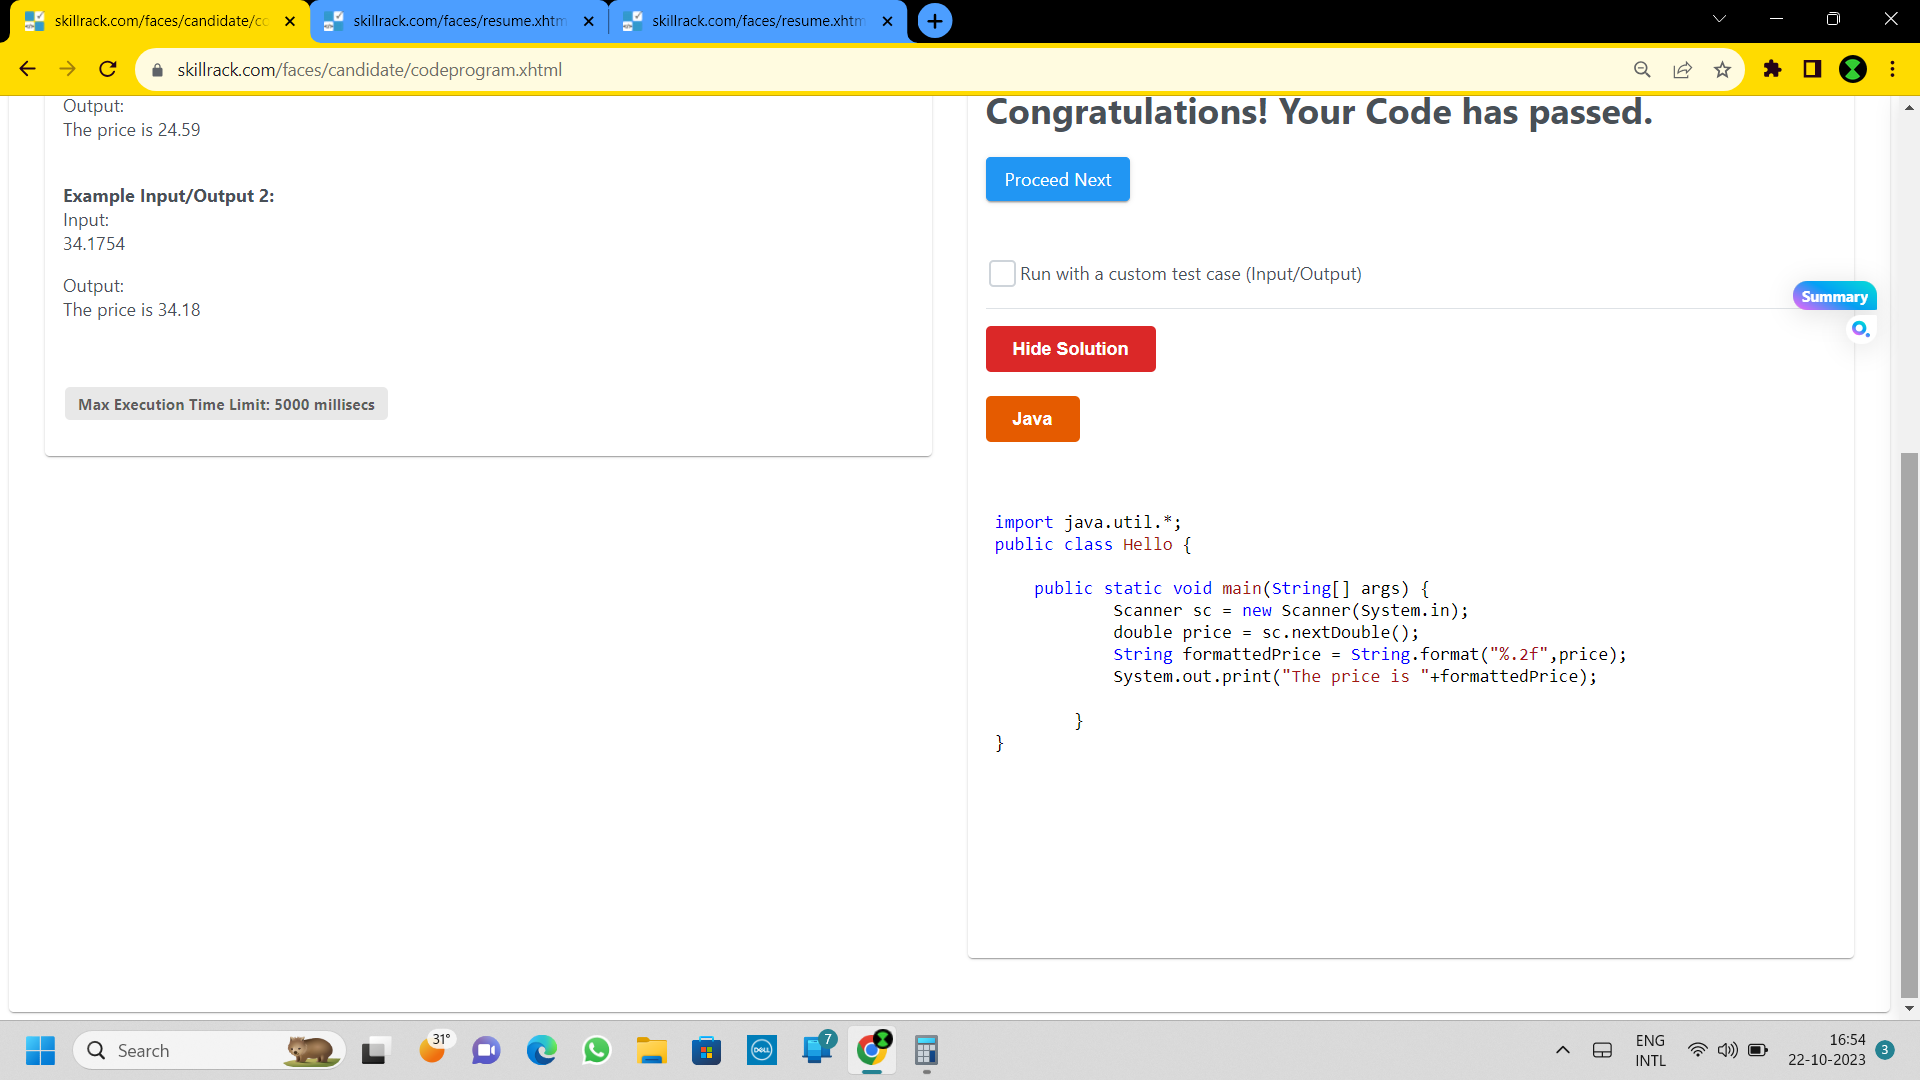 skillrack.com/faces/candidate/co
skillrack.com/faces/resume.xhtm
skillrack.com/faces/resume.xhtm
skillrack.com/faces/candidate/codeprogram.xhtml
Output:
The price is 24.59
Example Input/Output 2:
Input:
34.1754
Output:
The price is 34.18
Max Execution Time Limit: 5000 millisecs
Congratulations! Your Code has passed.
Proceed Next
Run with a custom test case (Input/Output)
Summary
Hide Solution
Java
import java.util.*;
public class Hello {
public static void main(String[] args) {
Scanner sc = new Scanner(System.in);
double price = sc.nextDouble();
String formattedPrice = String.format("%.2f",price);
System.out.print("The price is "+formattedPrice);
}
}
Search
31°
DELL
7
ENG
INTL
16:54
22-10-2023
3